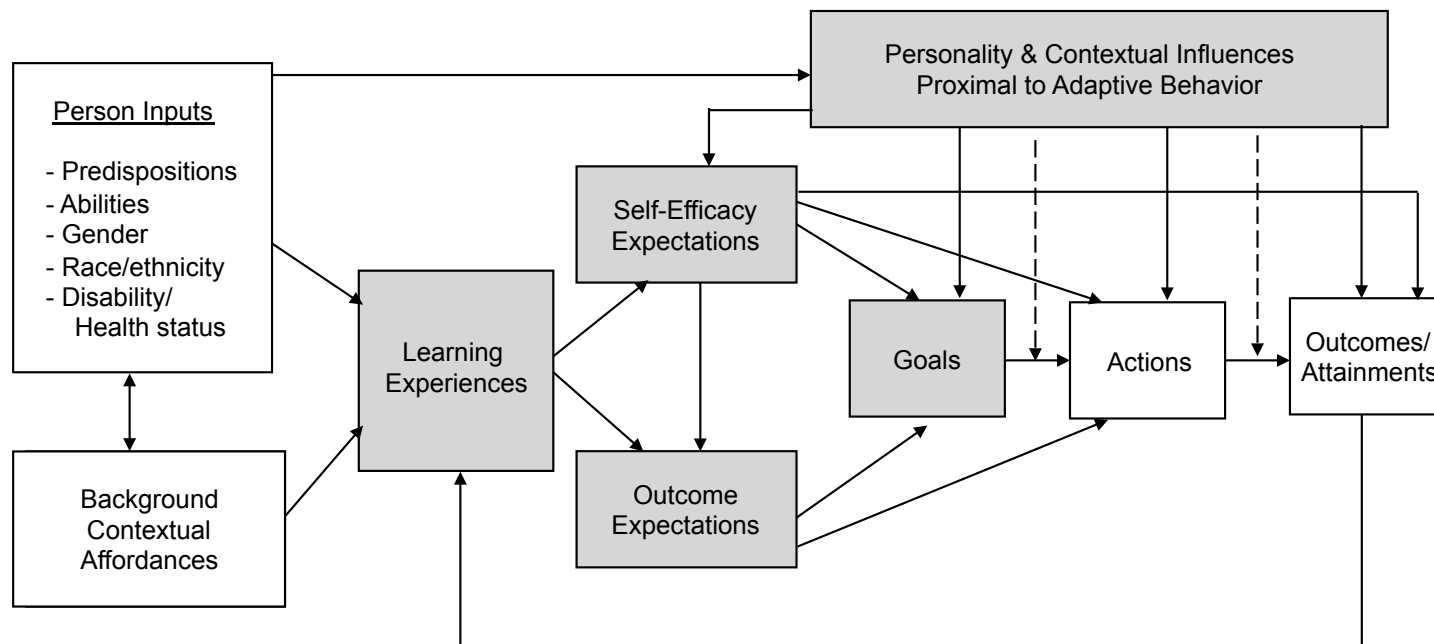 Personality & Contextual Influences
Proximal to Adaptive Behavior
Person Inputs
- Predispositions
- Abilities
- Gender
- Race/ethnicity
- Disability/
Health status
Self-Efficacy
Expectations
Learning
Experiences
Goals
Actions
Outcomes/
Attainments
Background
Contextual
Affordances
Outcome
Expectations